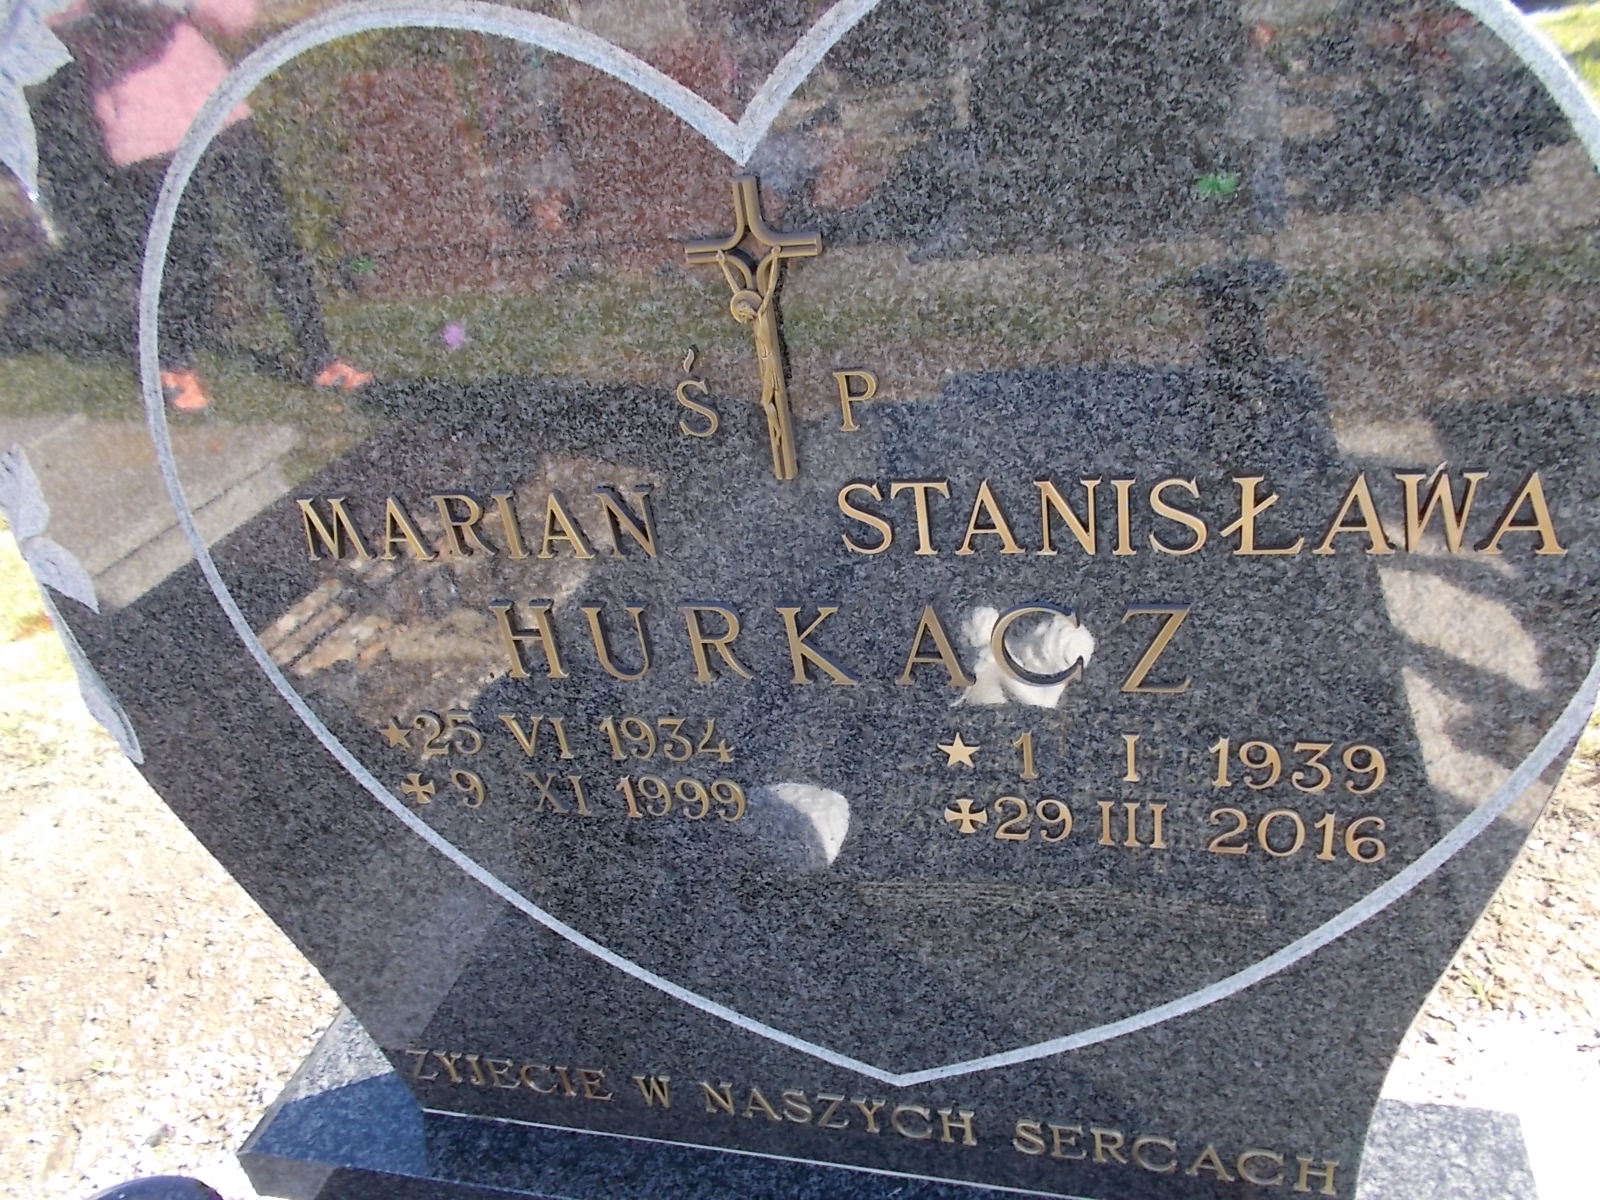 Ś P
MARIAN STANISŁAWA
HURKACZ
★ 25 VI 1934
✠ 9 XI 1999
★ 1 I 1939
✠ 29 III 2016
ŻYJECIE W NASZYCH SERCACH